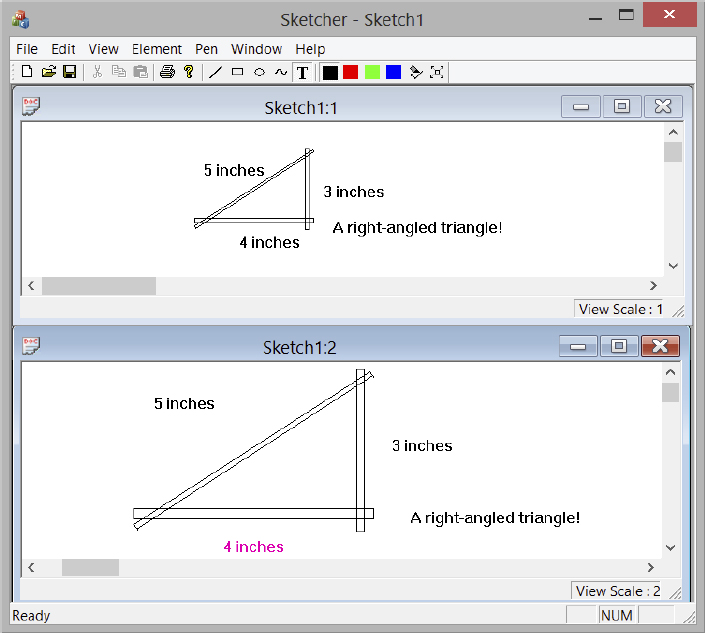 Sketcher - Sketch1
File Edit View Element Pen Window Help
T
Sketch1:1
5 inches
3 inches
A right-angled triangle!
4 inches
View Scale : 1
Sketch1:2
5 inches
3 inches
A right-angled triangle!
4 inches
View Scale : 2
Ready
NUM